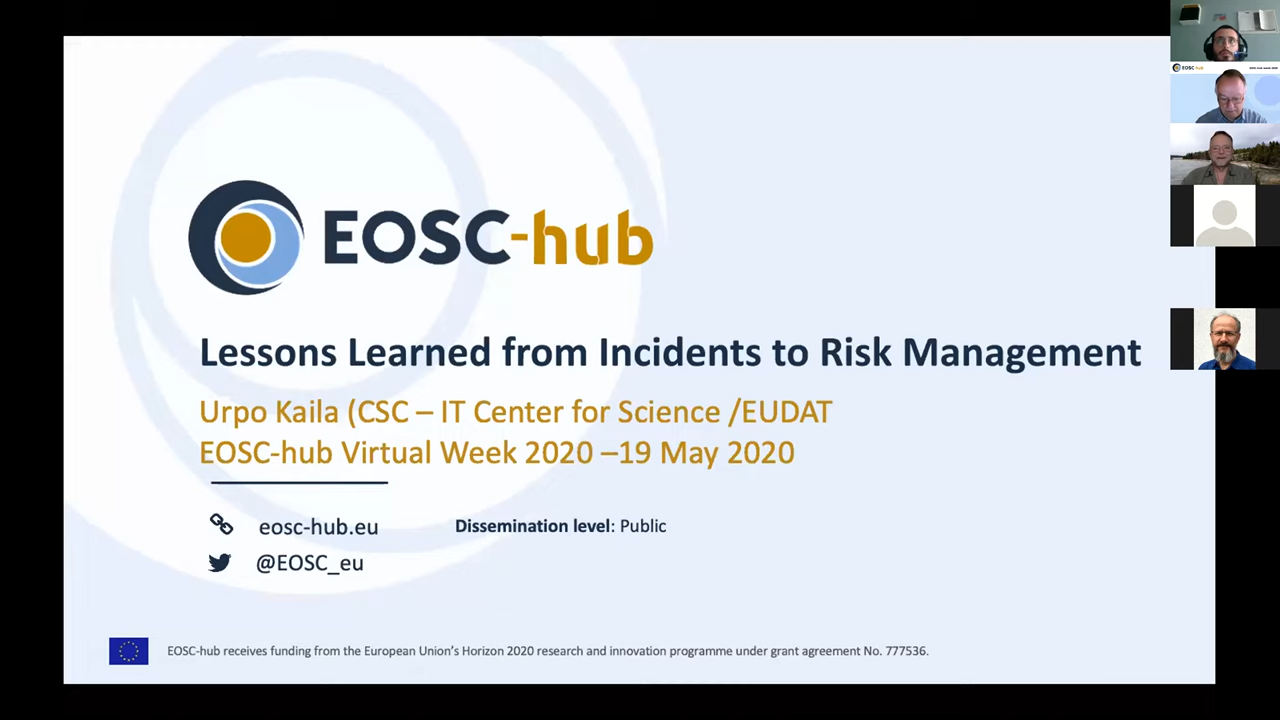 EOSC-hub
Lessons Learned from Incidents to Risk Management
Urpo Kaila (CSC – IT Center for Science /EUDAT
EOSC-hub Virtual Week 2020 –19 May 2020
eosc-hub.eu
Dissemination level: Public
@EOSC_eu
EOSC-hub receives funding from the European Union's Horizon 2020 research and innovation programme under grant agreement No. 777536.
EOSC-hub